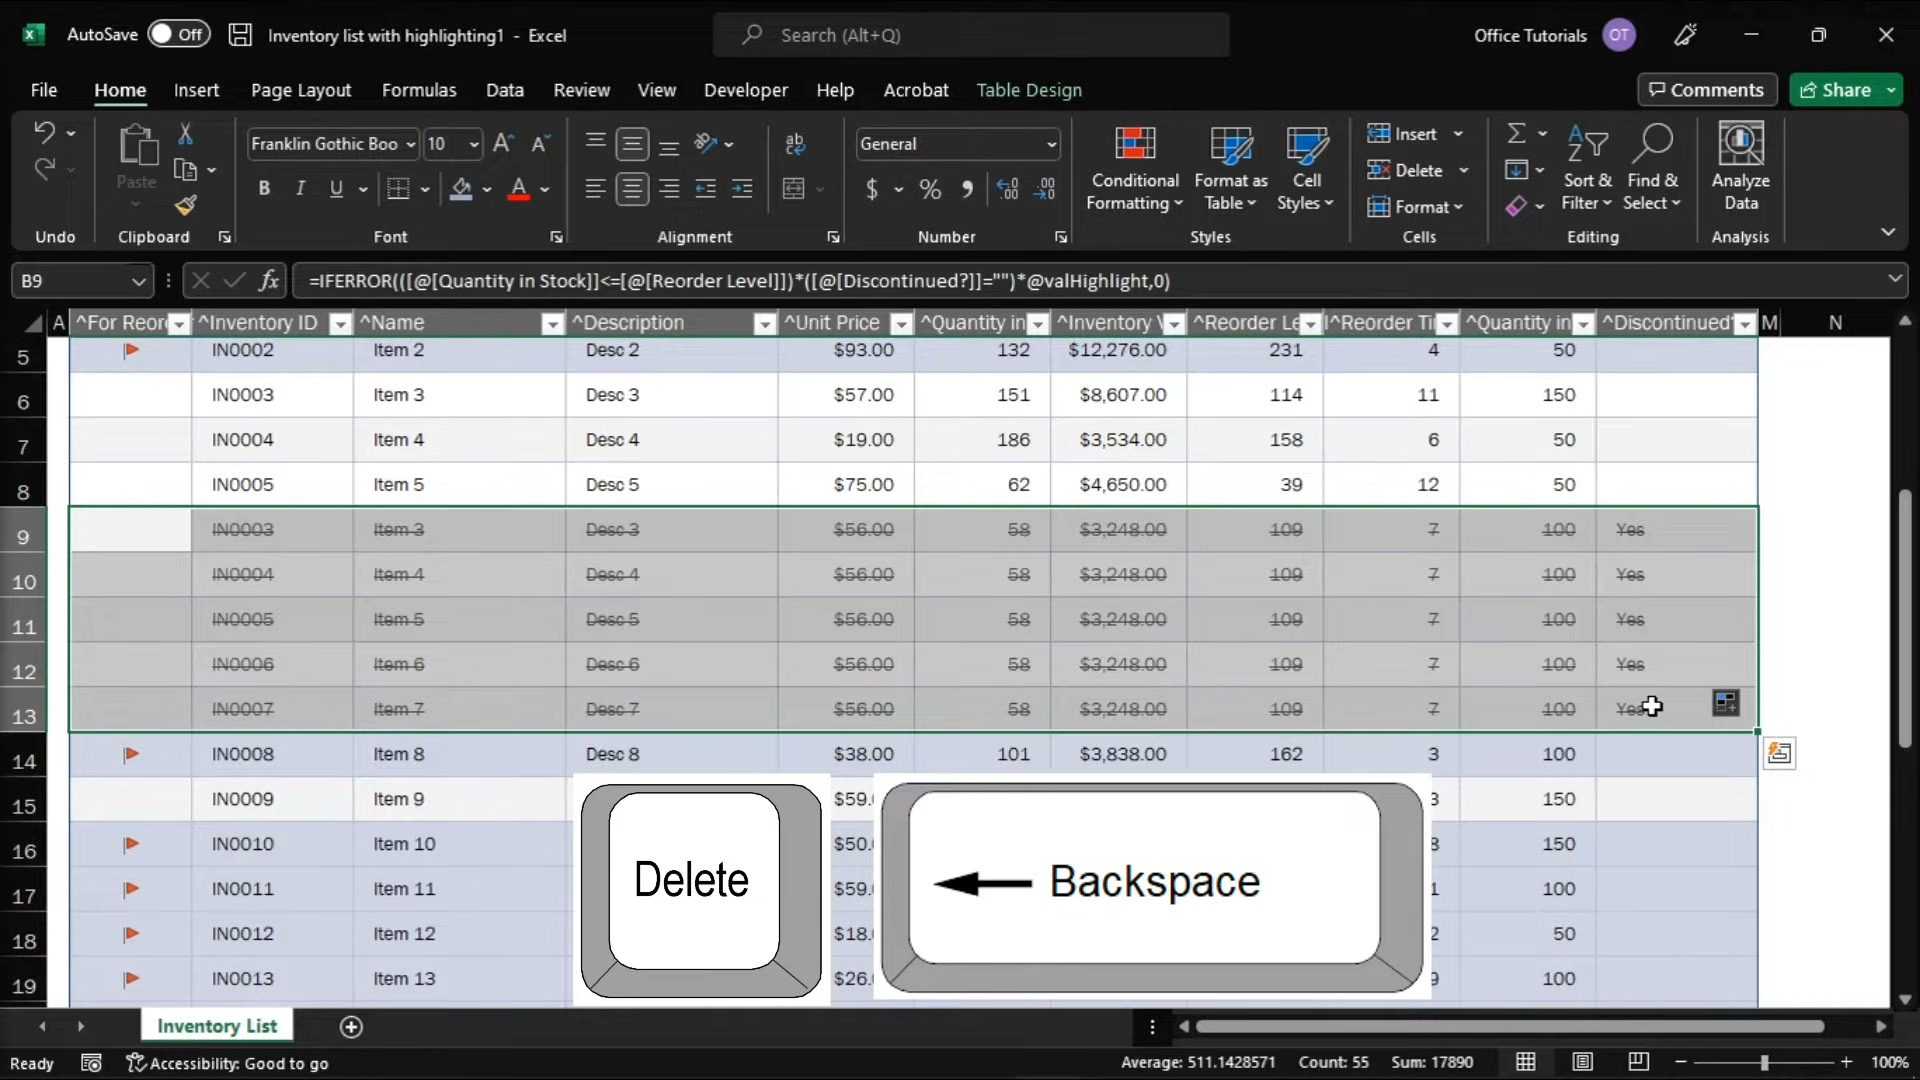 AutoSave Off Inventory list with highlighting1 - Excel Search (Alt+Q) Office Tutorials OT
File Home Insert Page Layout Formulas Data Review View Developer Help Acrobat Table Design Comments Share
Paste Franklin Gothic Boo 10 General Insert
Conditional Formatting Format as Table Cell Styles Delete Sort & Filter Find & Select Analyze Data
B I U A $ % Format
Undo Clipboard Font Alignment Number Styles Cells Editing Analysis
B9 fx =IFERROR(([@[Quantity in Stock]]<=[@[Reorder Level]])*([@[Discontinued?]]="")*@valHighlight,0)
A ^For Reor ^Inventory ID ^Name ^Description ^Unit Price ^Quantity in ^Inventory V ^Reorder Le ^Reorder Ti ^Quantity in ^Discontinued M N
5 IN0002 Item 2 Desc 2 $93.00 132 $12,276.00 231 4 50
6 IN0003 Item 3 Desc 3 $57.00 151 $8,607.00 114 11 150
7 IN0004 Item 4 Desc 4 $19.00 186 $3,534.00 158 6 50
8 IN0005 Item 5 Desc 5 $75.00 62 $4,650.00 39 12 50
9 IN0003 Item 3 Desc 3 $56.00 58 $3,248.00 109 7 100 Yes
10 IN0004 Item 4 Desc 4 $56.00 58 $3,248.00 109 7 100 Yes
11 IN0005 Item 5 Desc 5 $56.00 58 $3,248.00 109 7 100 Yes
12 IN0006 Item 6 Desc 6 $56.00 58 $3,248.00 109 7 100 Yes
13 IN0007 Item 7 Desc 7 $56.00 58 $3,248.00 109 7 100 Yes
14 IN0008 Item 8 Desc 8 $38.00 101 $3,838.00 162 3 100
15 IN0009 Item 9 $59. 3 150
16 IN0010 Item 10 $50. 8 150
17 IN0011 Item 11 $59. 1 100
18 IN0012 Item 12 $18. 2 50
19 IN0013 Item 13 $26. 9 100
Delete Backspace
Inventory List
Ready Accessibility: Good to go Average: 511.1428571 Count: 55 Sum: 17890 100%